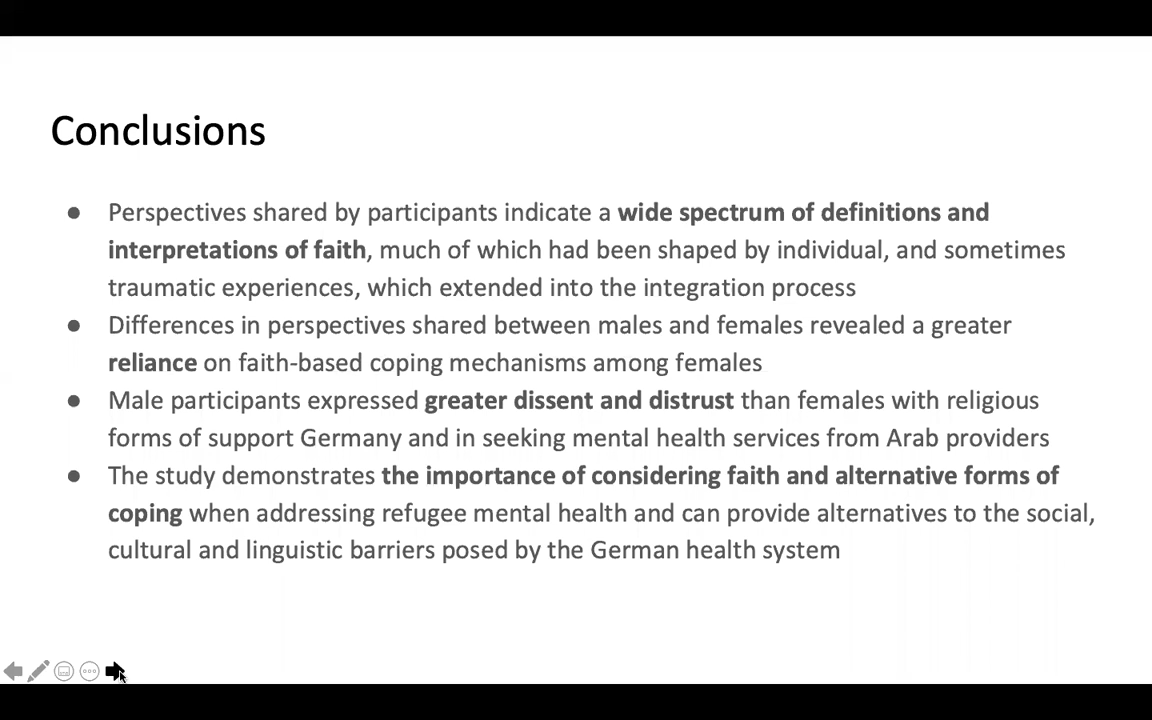 Conclusions
● Perspectives shared by participants indicate a wide spectrum of definitions and
interpretations of faith, much of which had been shaped by individual, and sometimes
traumatic experiences, which extended into the integration process
● Differences in perspectives shared between males and females revealed a greater
reliance on faith-based coping mechanisms among females
● Male participants expressed greater dissent and distrust than females with religious
forms of support Germany and in seeking mental health services from Arab providers
● The study demonstrates the importance of considering faith and alternative forms of
coping when addressing refugee mental health and can provide alternatives to the social,
cultural and linguistic barriers posed by the German health system